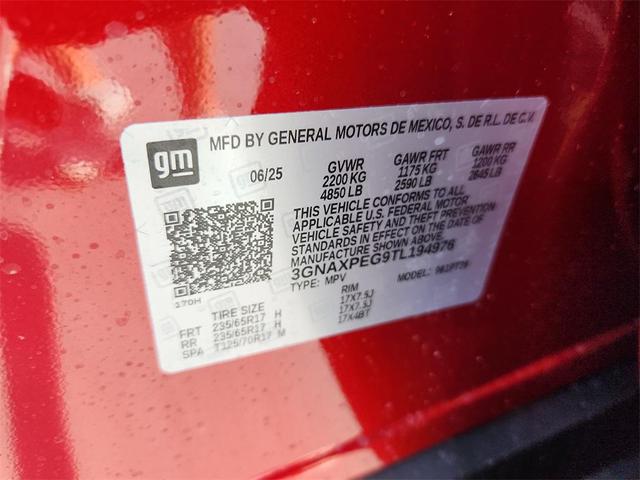 MFD BY GENERAL MOTORS DE MEXICO, S. DE R.L. DE C.V.
gm
06/25
GVWR
2200 KG
4850 LB
GAWR FRT
1175 KG
2590 LB
GAWR RR
1200 KG
2645 LB
THIS VEHICLE CONFORMS TO ALL
APPLICABLE U.S. FEDERAL MOTOR
VEHICLE SAFETY AND THEFT PREVENTION
STANDARDS IN EFFECT ON THE DATE OF
MANUFACTURE SHOWN ABOVE.
3GNAXPEG9TL194976
TYPE: MPV
MODEL:
170H
TIRE SIZE
RIM
FRT 235/65R17 H 17X7.5J
RR 235/65R17 H 17X7.5J
SPA T125/70R17 M 17X4BT